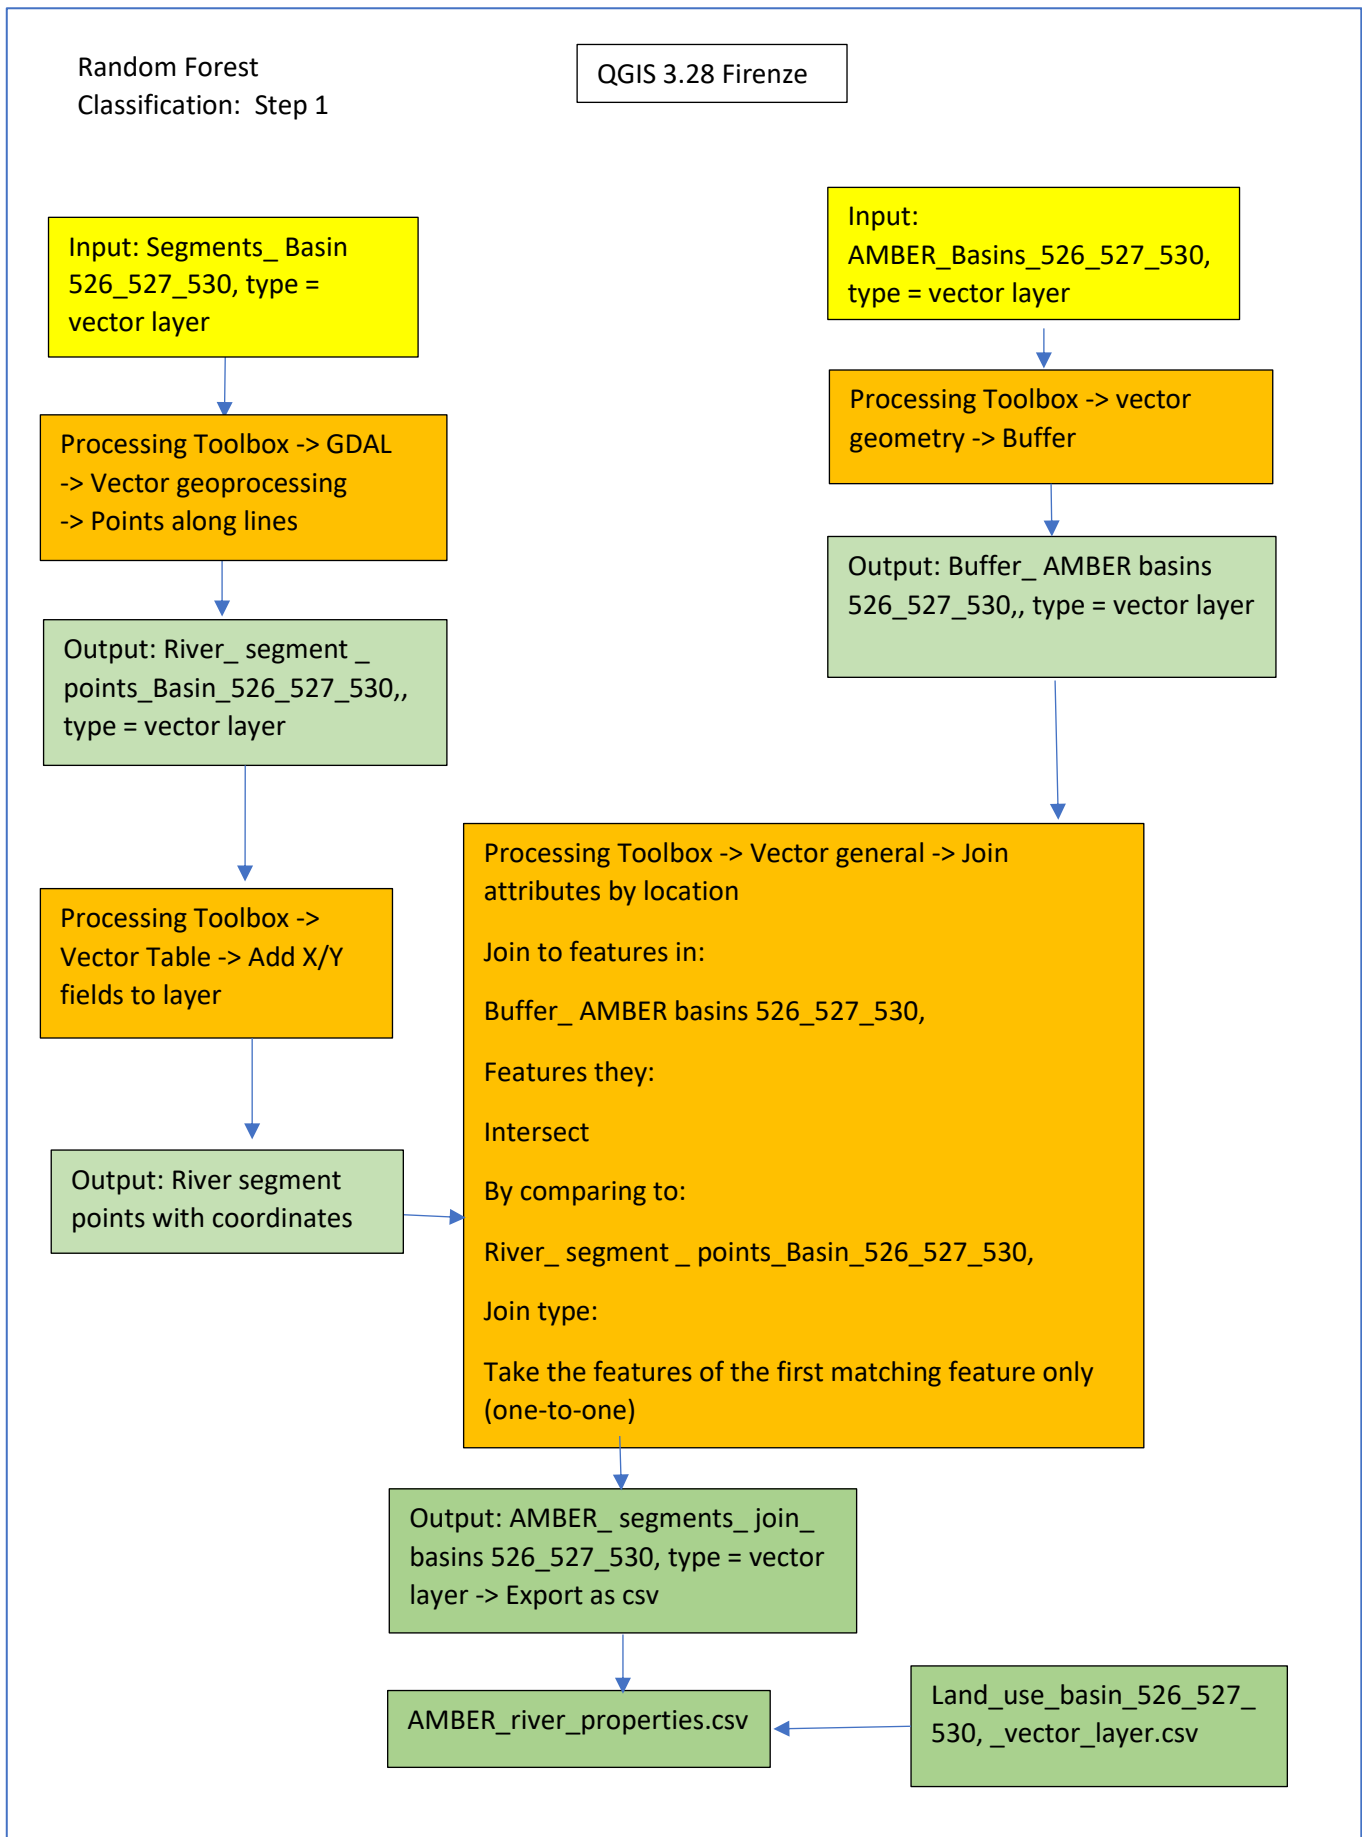 Random Forest
Classification:  Step 1
QGIS 3.28 Firenze
Input: Segments_ Basin
526_527_530, type =
vector layer
Input:
AMBER_Basins_526_527_530,
type = vector layer
Processing Toolbox -> GDAL
-> Vector geoprocessing
-> Points along lines
Processing Toolbox -> vector
geometry -> Buffer
Output: River_ segment _
points_Basin_526_527_530,,
type = vector layer
Output: Buffer_ AMBER basins
526_527_530,, type = vector layer
Processing Toolbox ->
Vector Table -> Add X/Y
fields to layer
Output: River segment
points with coordinates
Processing Toolbox -> Vector general -> Join
attributes by location
Join to features in:
Buffer_ AMBER basins 526_527_530,
Features they:
Intersect
By comparing to:
River_ segment _ points_Basin_526_527_530,
Join type:
Take the features of the first matching feature only
(one-to-one)
Output: AMBER_ segments_ join_
basins 526_527_530, type = vector
layer -> Export as csv
AMBER_river_properties.csv
Land_use_basin_526_527_
530, _vector_layer.csv